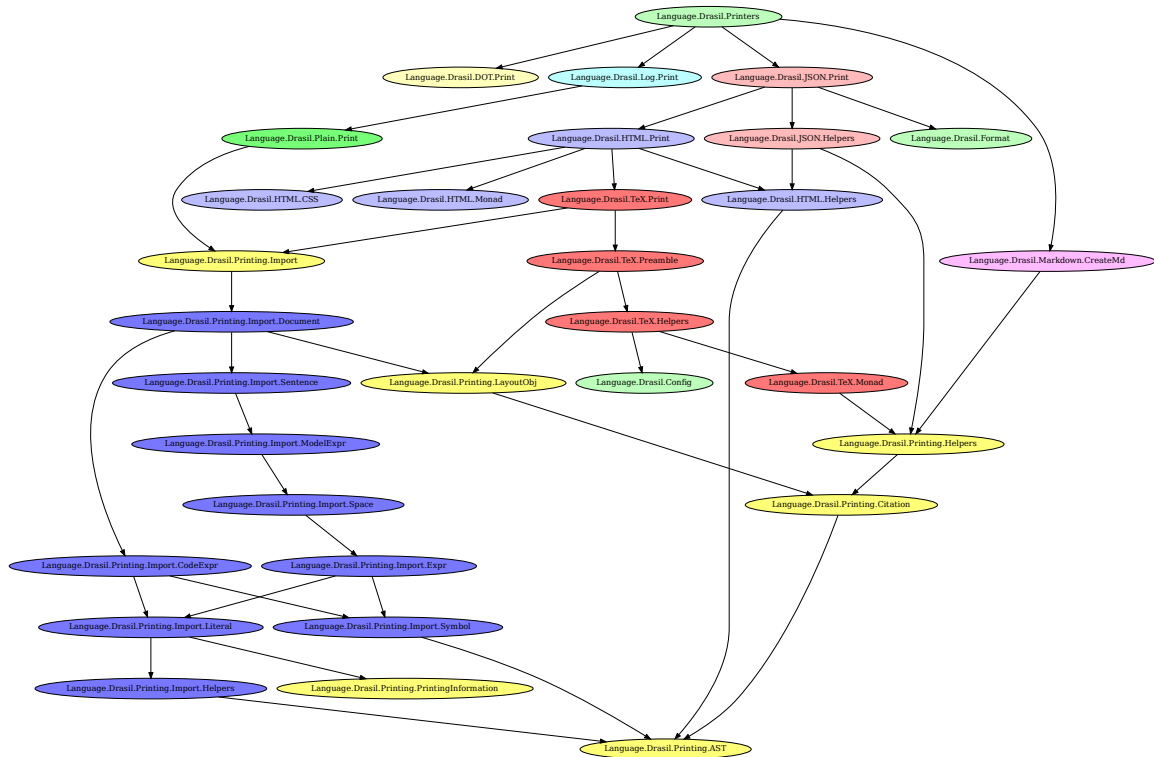 Language.Drasil.Printers
Language.Drasil.DOT.Print
Language.Drasil.Log.Print
Language.Drasil.JSON.Print
Language.Drasil.Plain.Print
Language.Drasil.HTML.Print
Language.Drasil.JSON.Helpers
Language.Drasil.Format
Language.Drasil.HTML.CSS
Language.Drasil.HTML.Monad
Language.Drasil.TeX.Print
Language.Drasil.HTML.Helpers
Language.Drasil.Printing.Import
Language.Drasil.TeX.Preamble
Language.Drasil.Markdown.CreateMd
Language.Drasil.Printing.Import.Document
Language.Drasil.TeX.Helpers
Language.Drasil.Printing.Import.Sentence
Language.Drasil.Printing.LayoutObj
Language.Drasil.Config
Language.Drasil.TeX.Monad
Language.Drasil.Printing.Import.ModelExpr
Language.Drasil.Printing.Helpers
Language.Drasil.Printing.Import.Space
Language.Drasil.Printing.Citation
Language.Drasil.Printing.Import.CodeExpr
Language.Drasil.Printing.Import.Expr
Language.Drasil.Printing.Import.Literal
Language.Drasil.Printing.Import.Symbol
Language.Drasil.Printing.Import.Helpers
Language.Drasil.Printing.PrintingInformation
Language.Drasil.Printing.AST